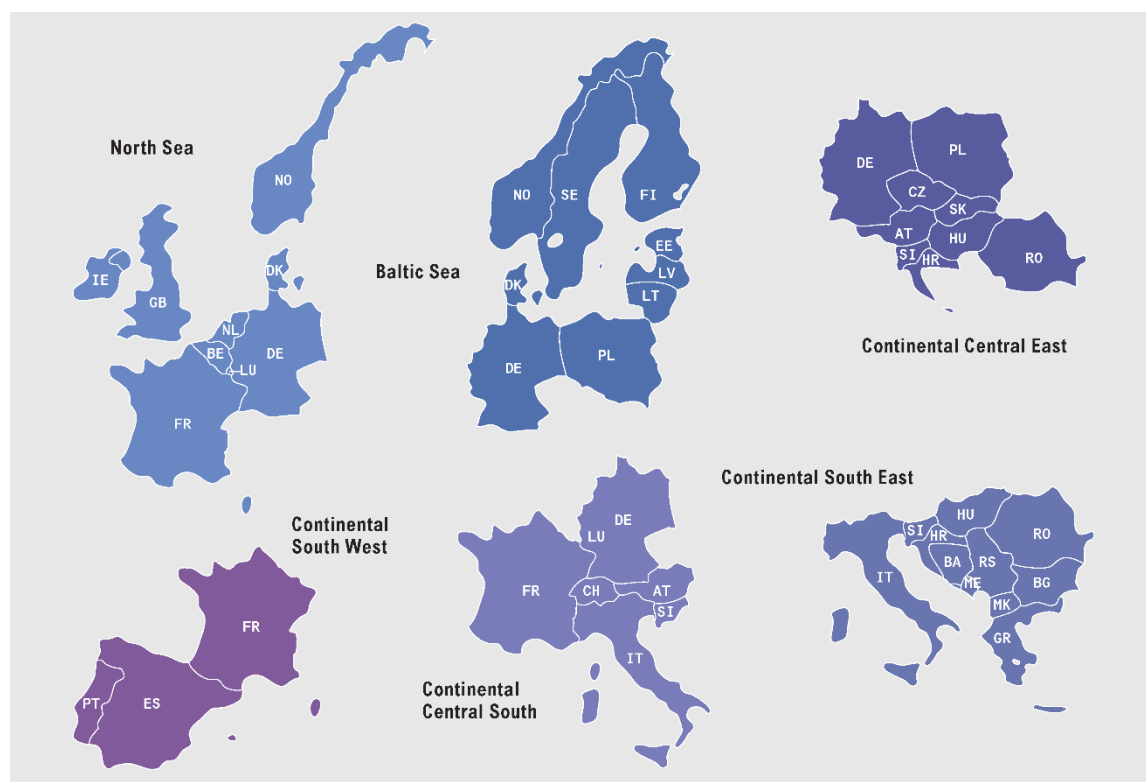 North Sea
NO
IE
GB
DK
NL
BE
LU
DE
FR
Baltic Sea
NO
SE
FI
EE
LV
LT
DK
DE
PL
DE
PL
CZ
SK
AT
HU
SI
HR
RO
Continental Central East
Continental
South West
FR
PT
ES
DE
LU
FR
CH
AT
SI
IT
Continental
Central South
Continental South East
HU
SI
HR
RO
BA
RS
IT
ME
BG
MK
GR